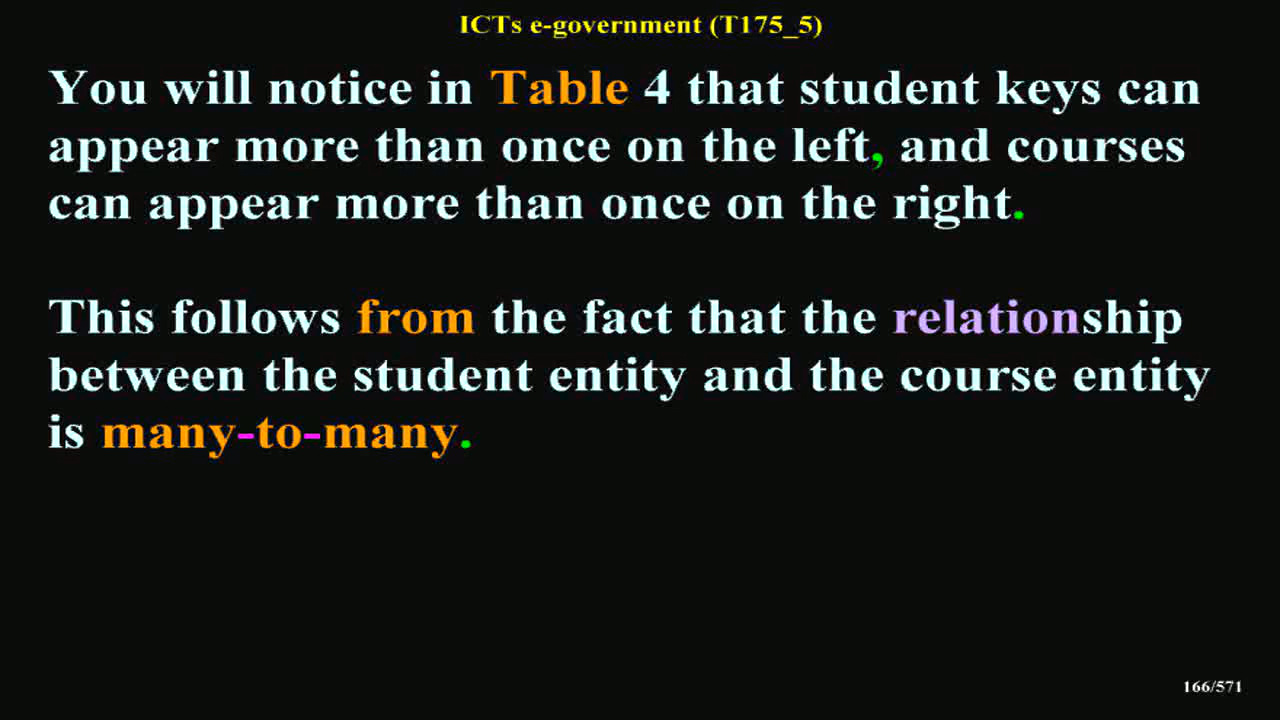 ICTs e-government (T175_5)
You will notice in Table 4 that student keys can
appear more than once on the left, and courses
can appear more than once on the right.
This follows from the fact that the relationship
between the student entity and the course entity
is many-to-many.
166/571